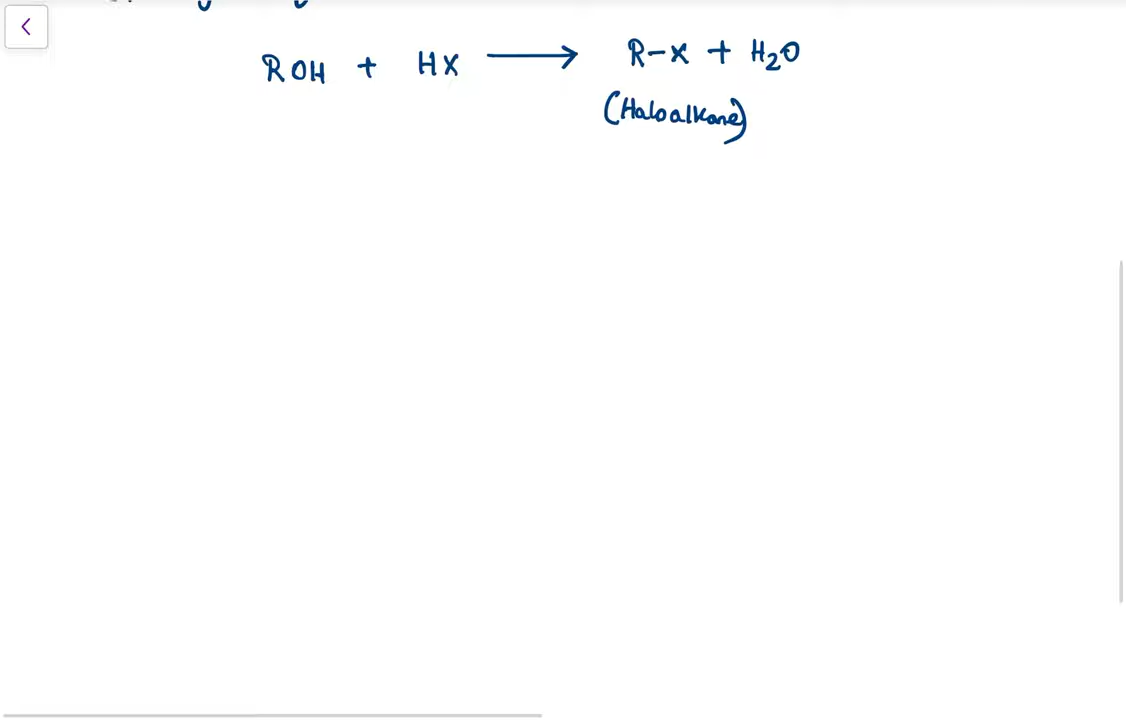 ROH + HX ⟶ R-X + H₂O
(Haloalkane)